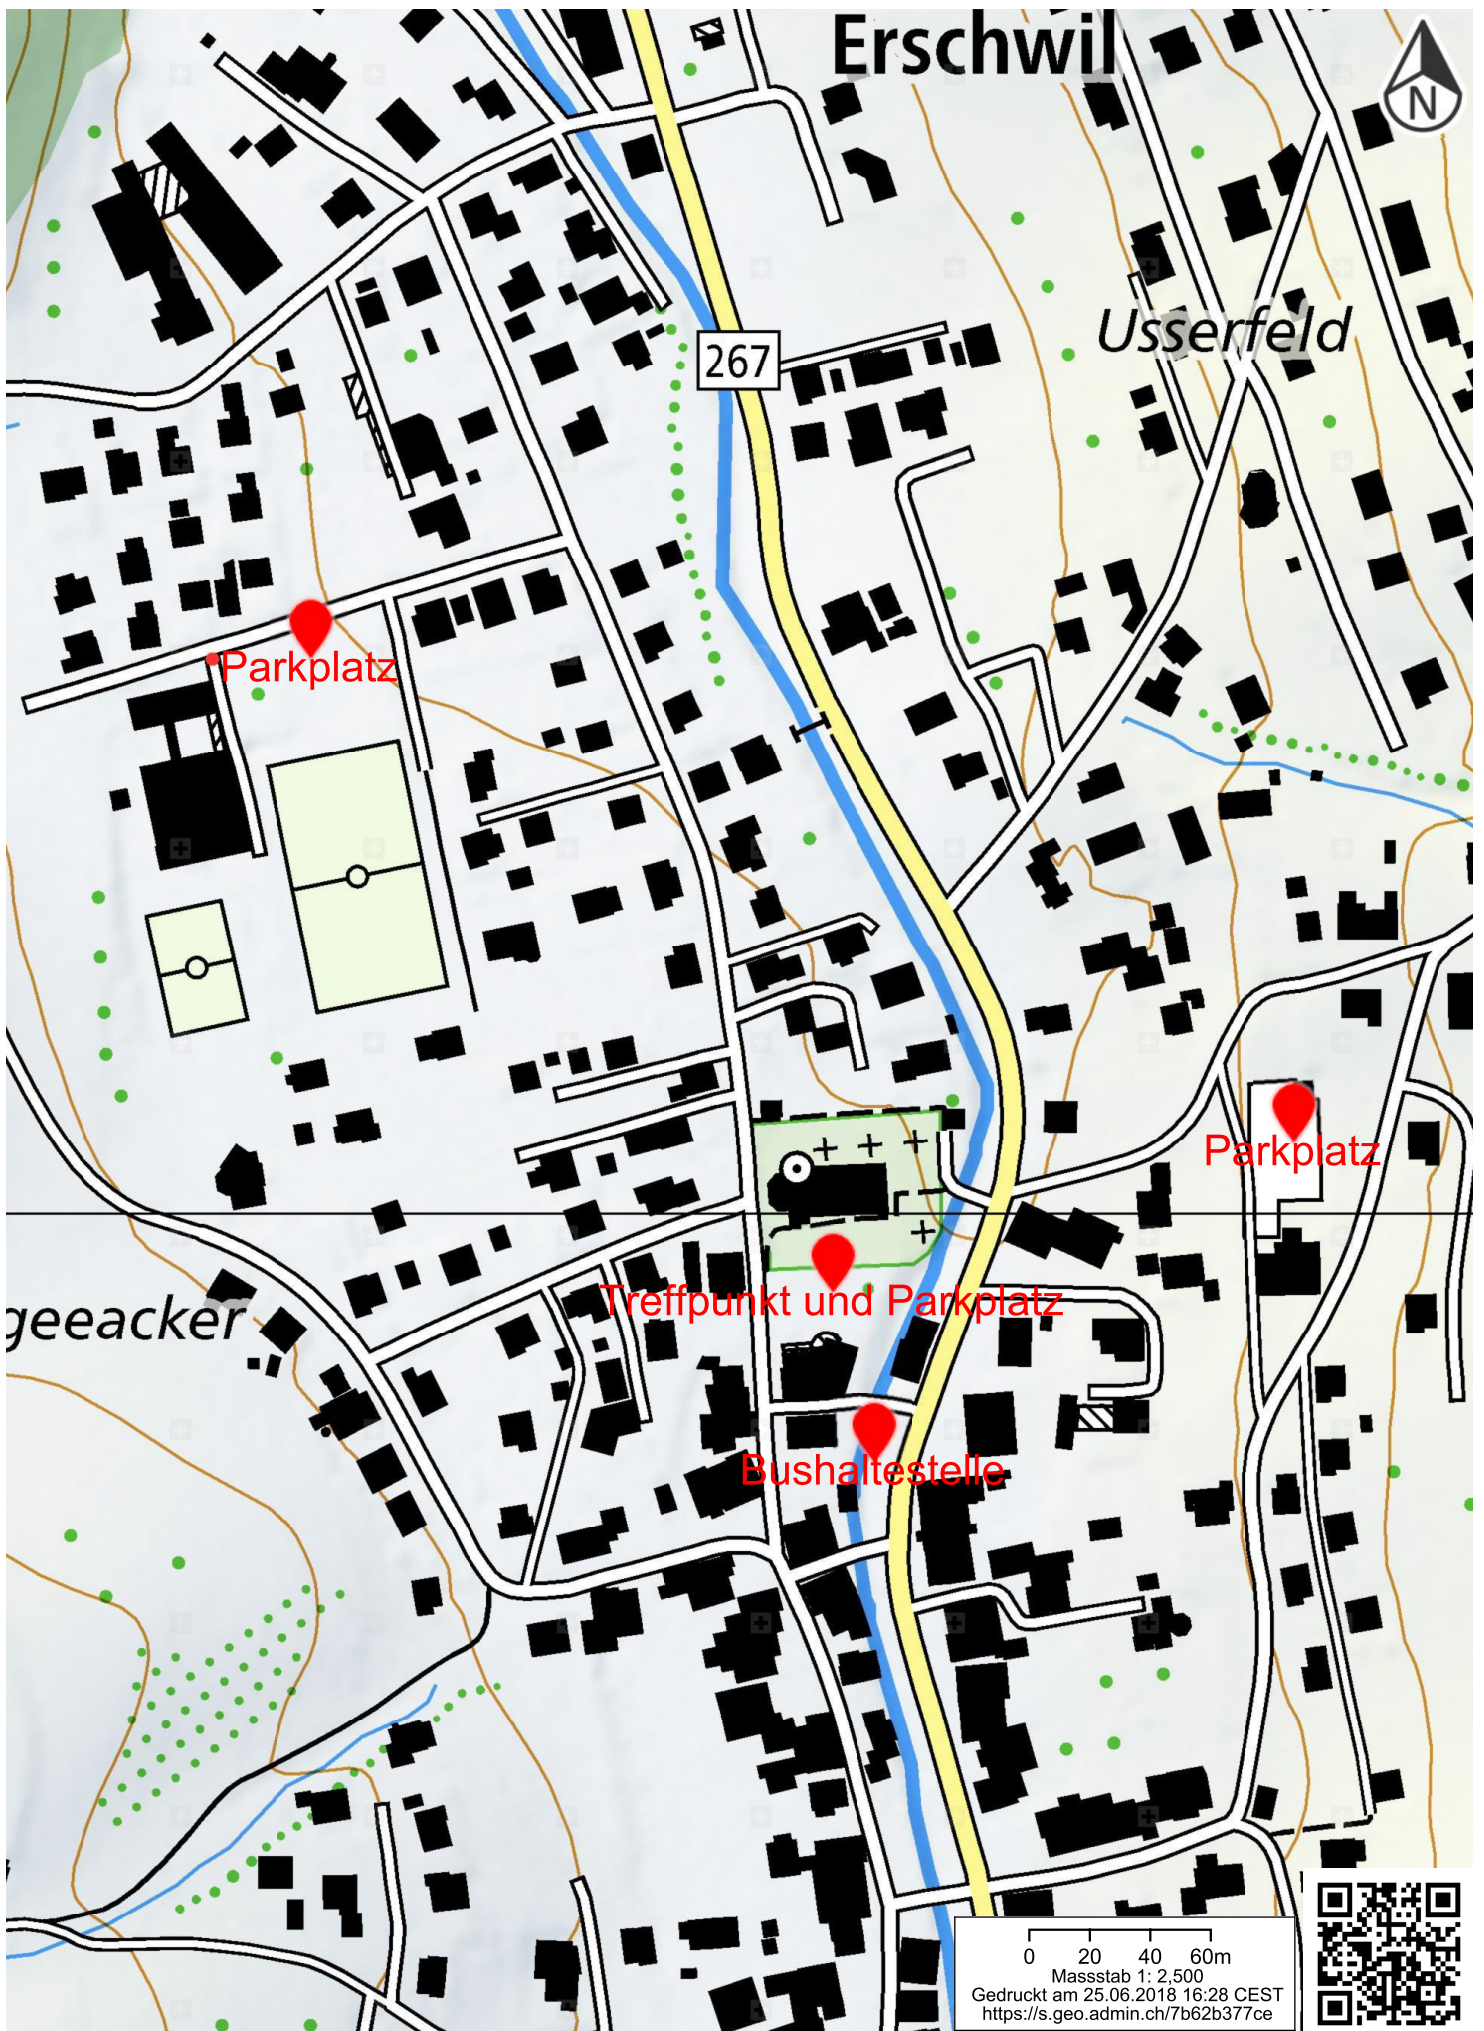 Erschwil
N
Usserfeld
267
Parkplatz
Parkplatz
Treffpunkt und Parkplatz
geeacker
Bushaltestelle
0 20 40 60m
Massstab 1: 2,500
Gedruckt am 25.06.2018 16:28 CEST
https://s.geo.admin.ch/7b62b377ce